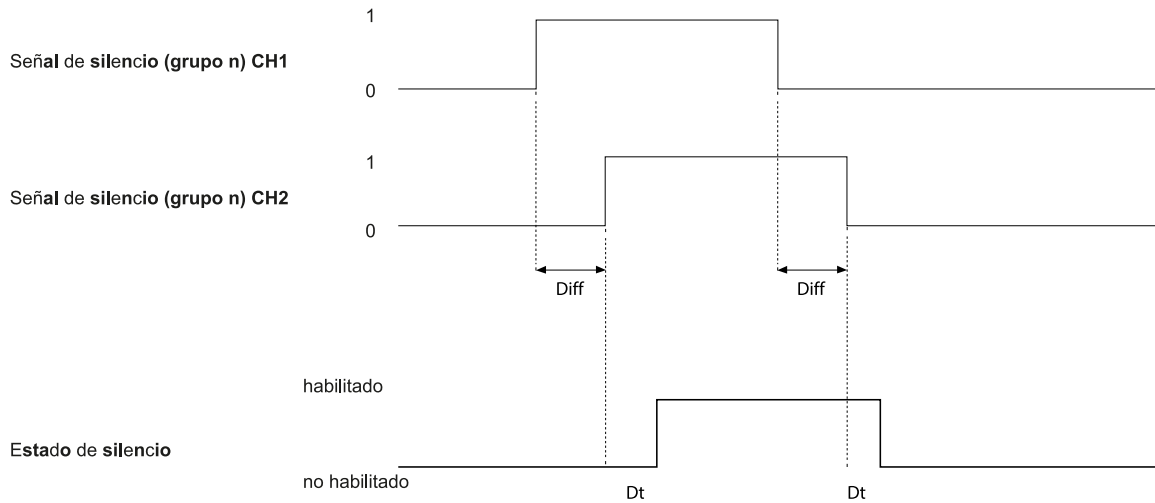 1
Señal de silencio (grupo n) CH1
0
1
Señal de silencio (grupo n) CH2
0
Diff Diff
habilitado
Estado de silencio
no habilitado
Dt Dt